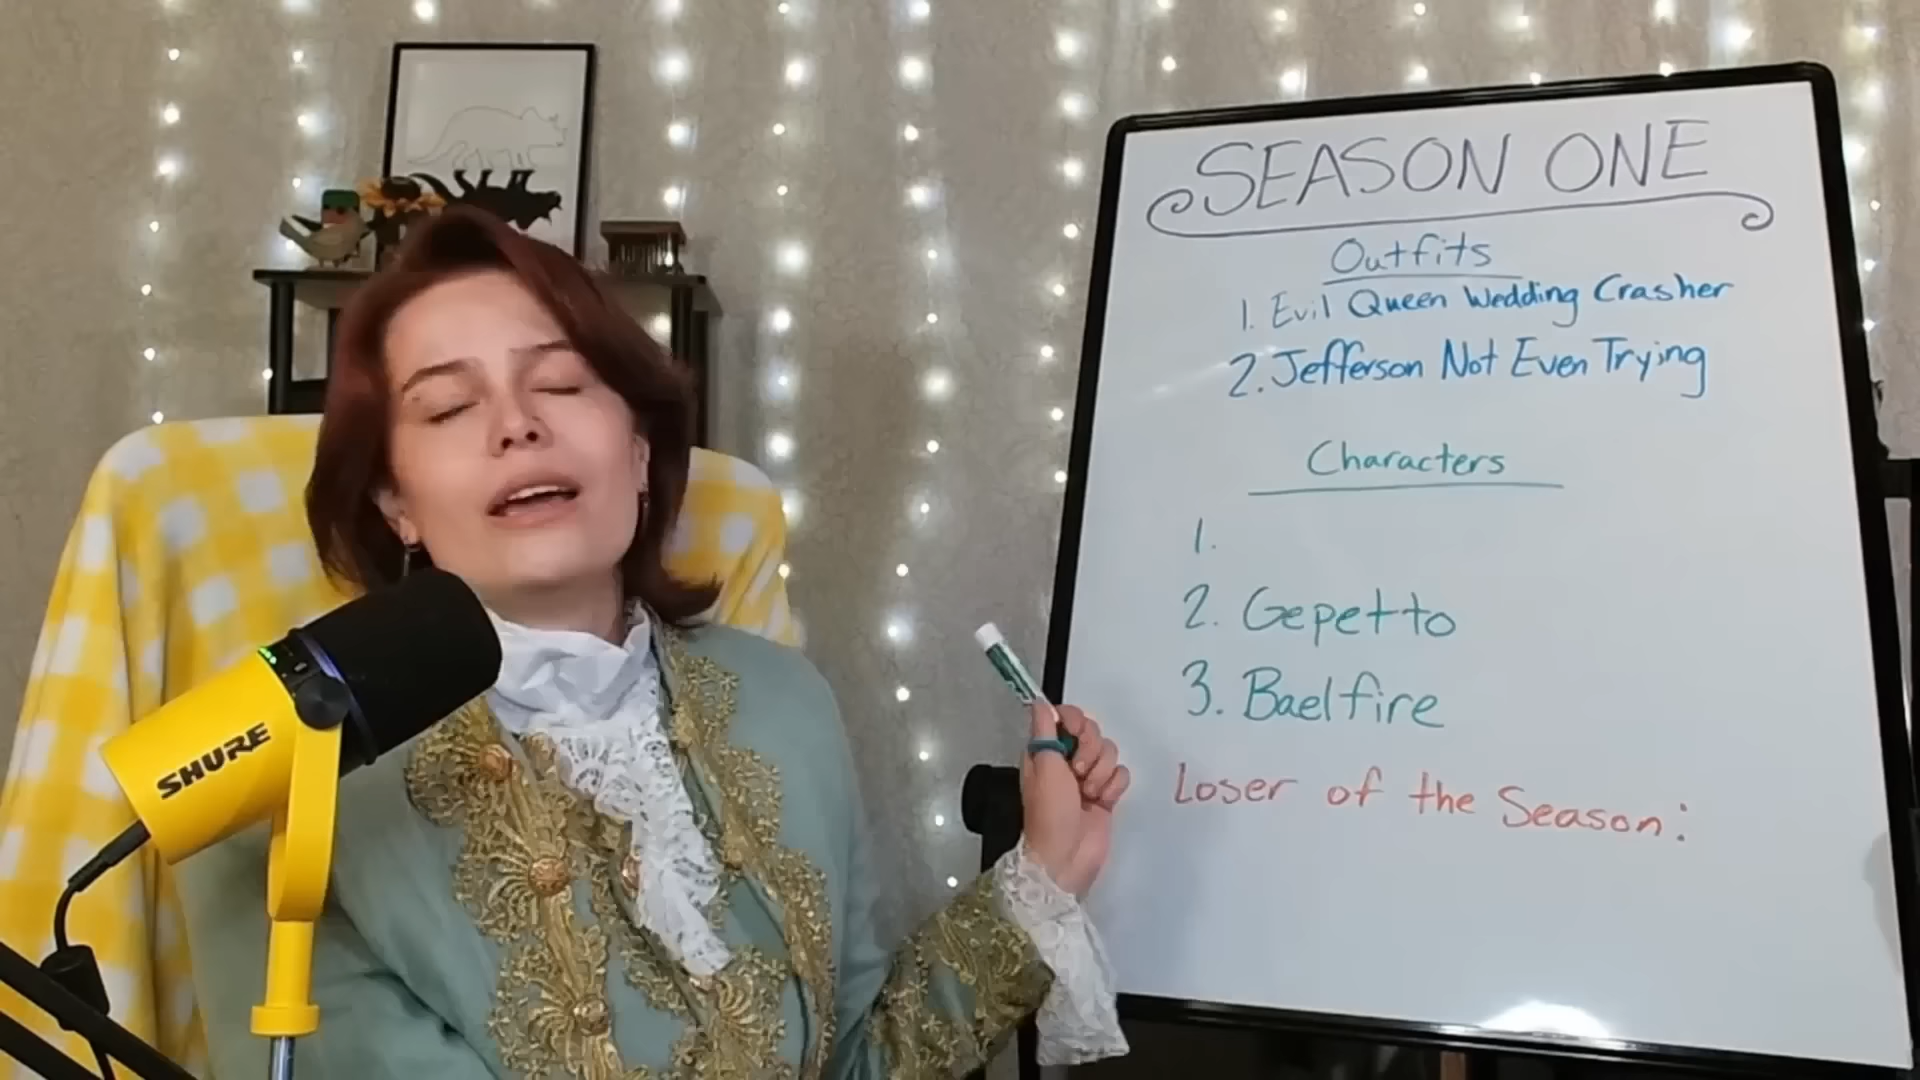 SEASON ONE
Outfits
1. Evil Queen Wedding Crasher
2. Jefferson Not Even Trying
Characters
1.
2. Gepetto
3. Baelfire
Loser of the Season:
SHURE